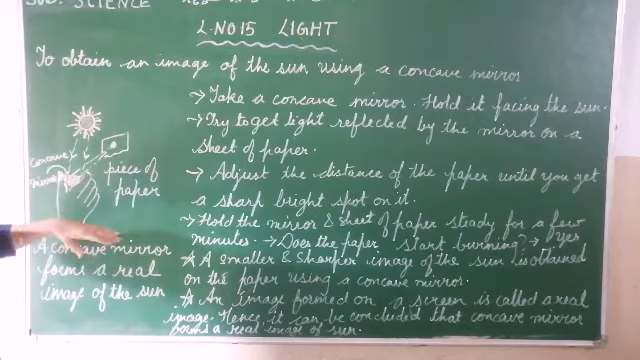 SCIENCE
L.NO15 LIGHT
To obtain an image of the sun using a concave mirror
→ Take a concave mirror. Hold it facing the sun.
→ Try to get light reflected by the mirror on a
sheet of paper.
→ Adjust the distance of the paper until you get
a sharp bright spot on it.
→ Hold the mirror & sheet of paper steady for a few
minutes. → Does the paper start burning? → Yes
* A smaller & sharper image of the sun is obtained
on the paper using a concave mirror.
* An image formed on a screen is called a real
image. Hence it can be concluded that concave mirror
forms a real image of sun.
Concave
mirror
piece of
paper
A concave mirror
forms a real
image of the sun